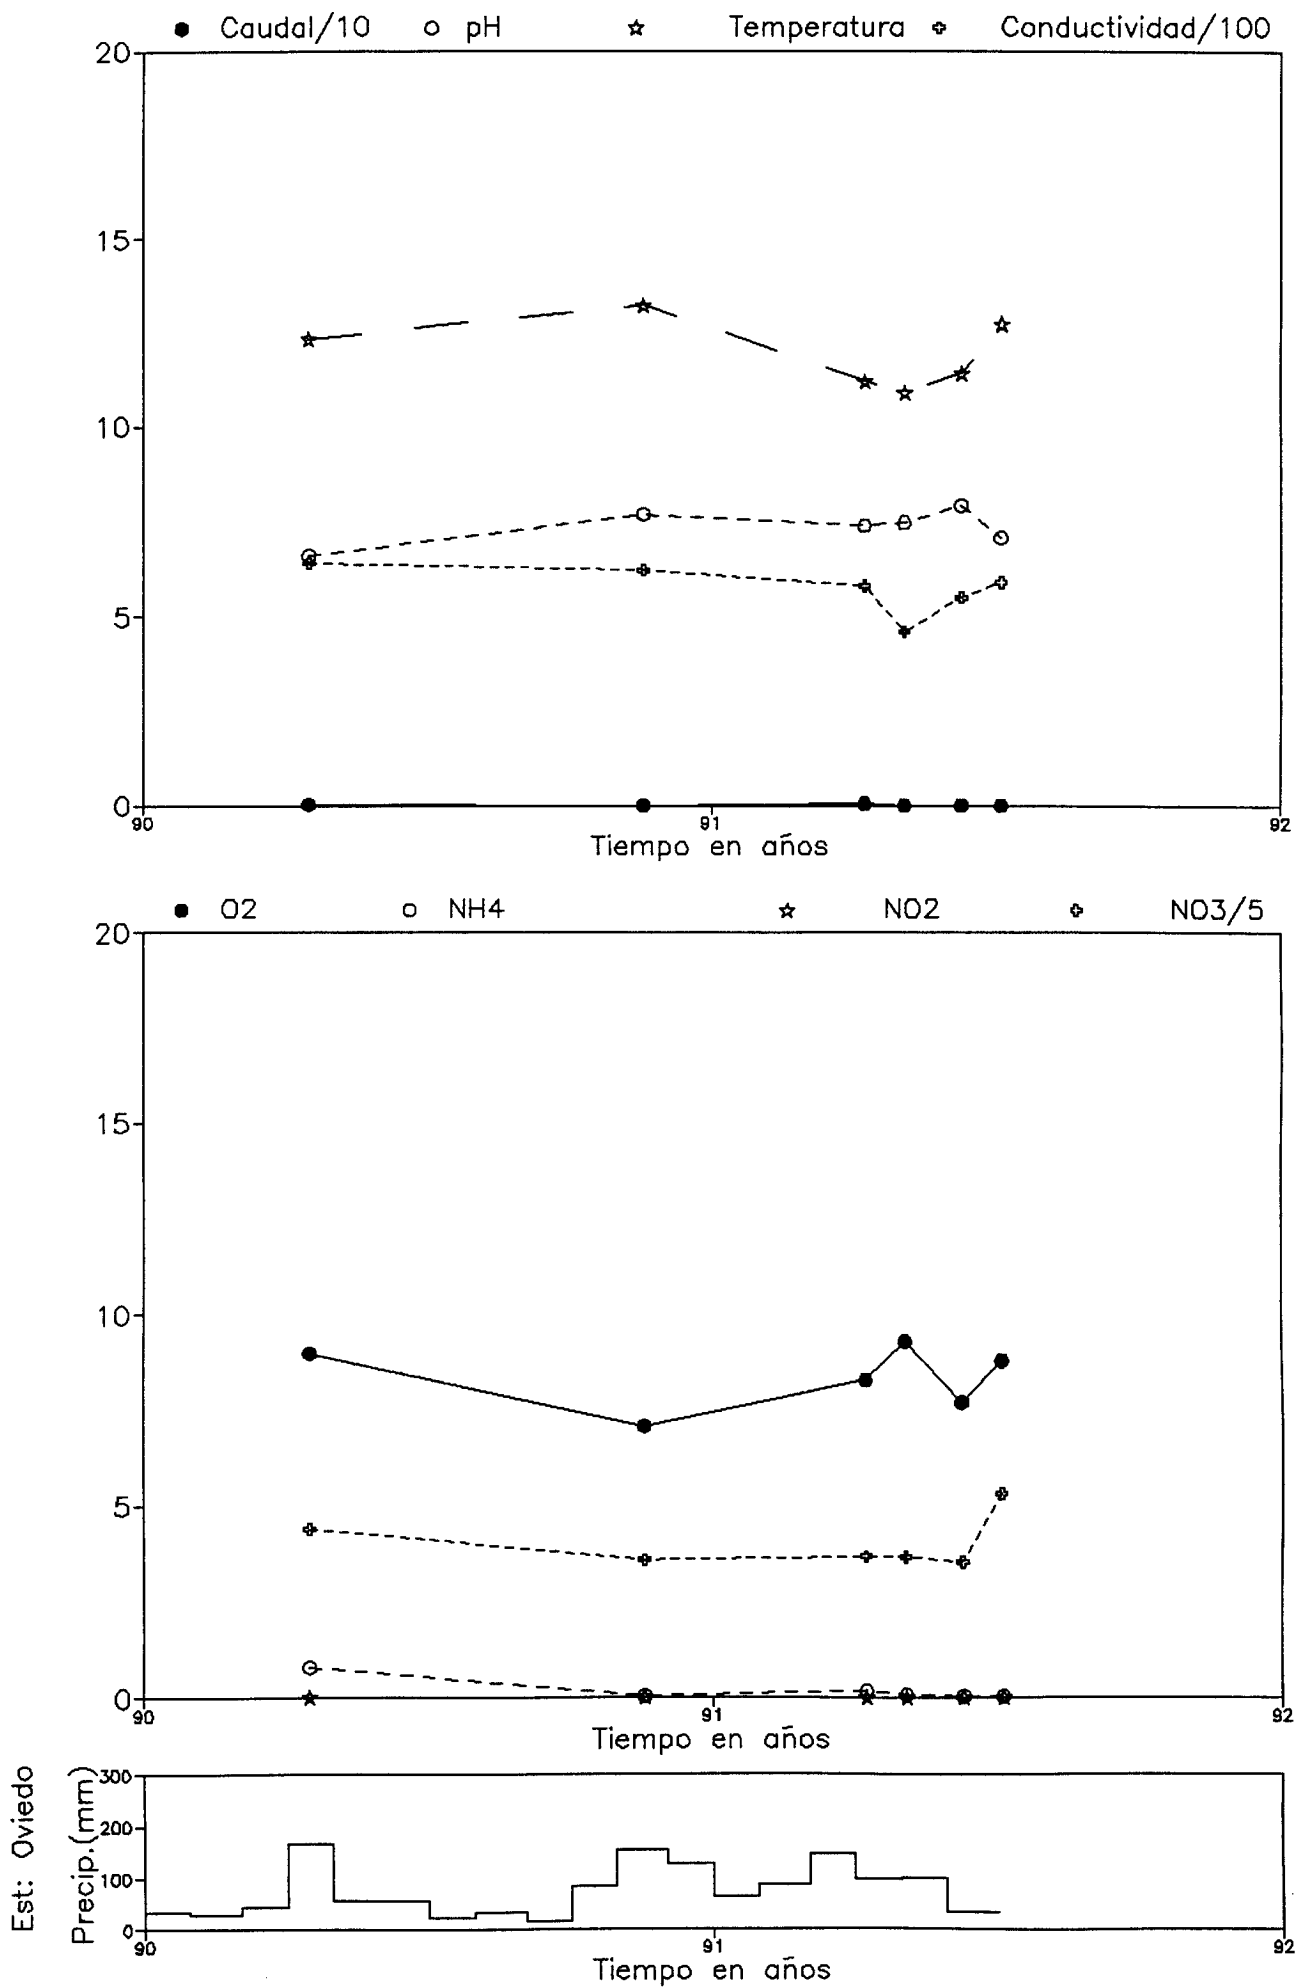 Caudal/10 pH Temperatura Conductividad/100
20
15
10
5
0
90 91 92
Tiempo en años
O2 NH4 NO2 NO3/5
20
15
10
5
0
90 91 92
Tiempo en años
Est: Oviedo
Precip.(mm)
300
200
100
0
90 91 92
Tiempo en años